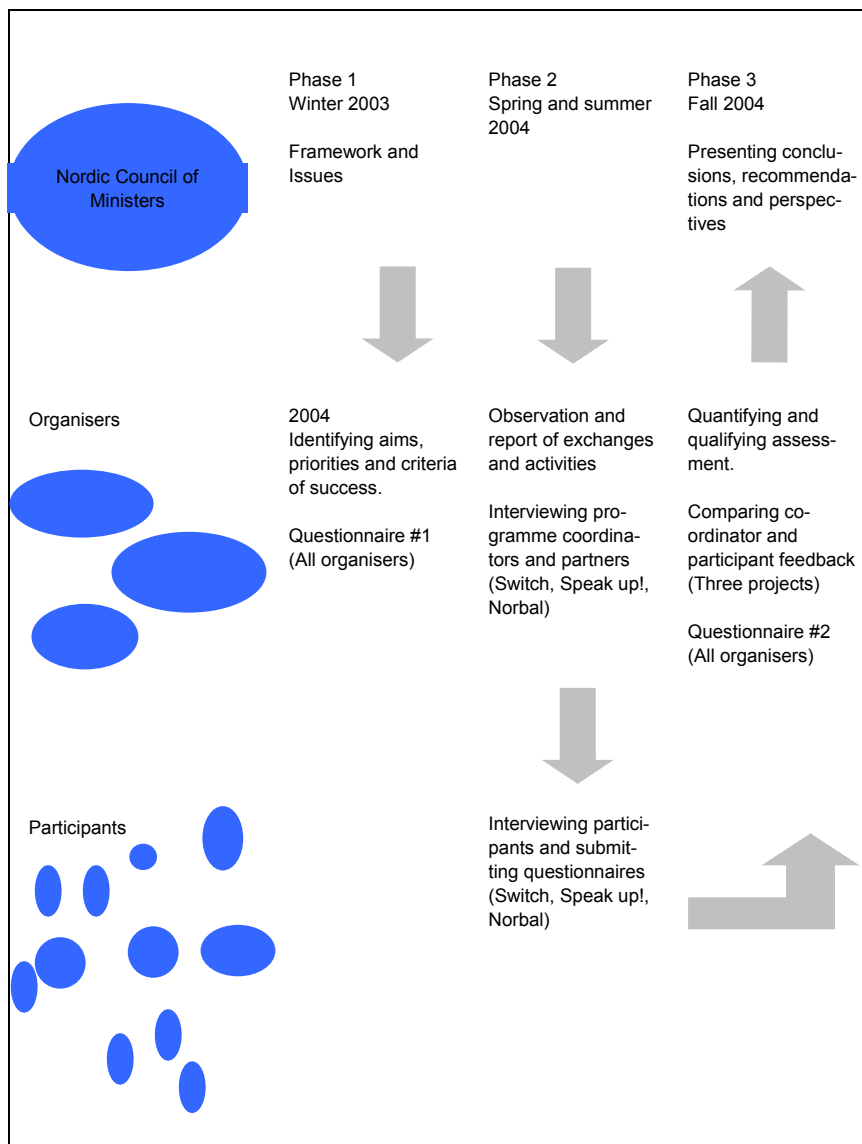 Nordic Council of
Ministers
Phase 1
Winter 2003
Framework and
Issues
Phase 2
Spring and summer
2004
Phase 3
Fall 2004
Presenting conclu-
sions, recommenda-
tions and perspec-
tives
Organisers
2004
Identifying aims,
priorities and criteria
of success.
Questionnaire #1
(All organisers)
Observation and
report of exchanges
and activities
Interviewing pro-
gramme coordina-
tors and partners
(Switch, Speak up!,
Norbal)
Quantifying and
qualifying assess-
ment.
Comparing co-
ordinator and
participant feedback
(Three projects)
Questionnaire #2
(All organisers)
Participants
Interviewing partici-
pants and submit-
ting questionnaires
(Switch, Speak up!,
Norbal)